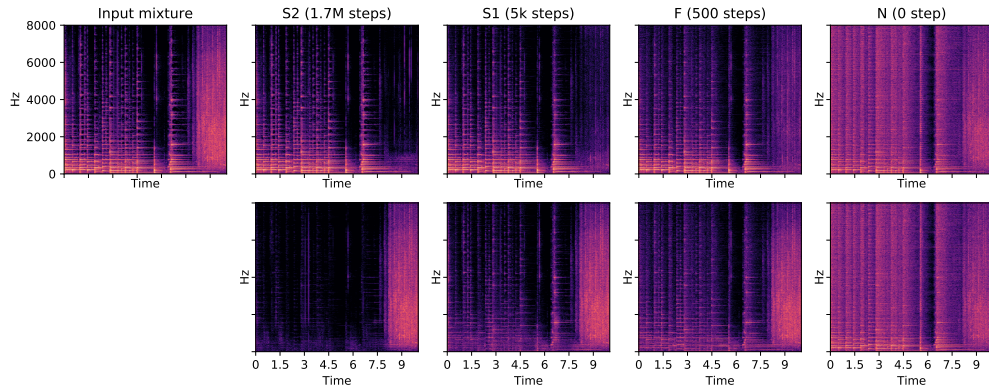 Input mixture
S2 (1.7M steps)
S1 (5k steps)
F (500 steps)
N (0 step)
8000
6000
4000
2000
0
Hz
Hz
Hz
Hz
Hz
Time
Time
Time
Time
Time
Hz
Hz
Hz
Hz
0 1.5 3 4.5 6 7.5 9
0 1.5 3 4.5 6 7.5 9
0 1.5 3 4.5 6 7.5 9
0 1.5 3 4.5 6 7.5 9
Time
Time
Time
Time